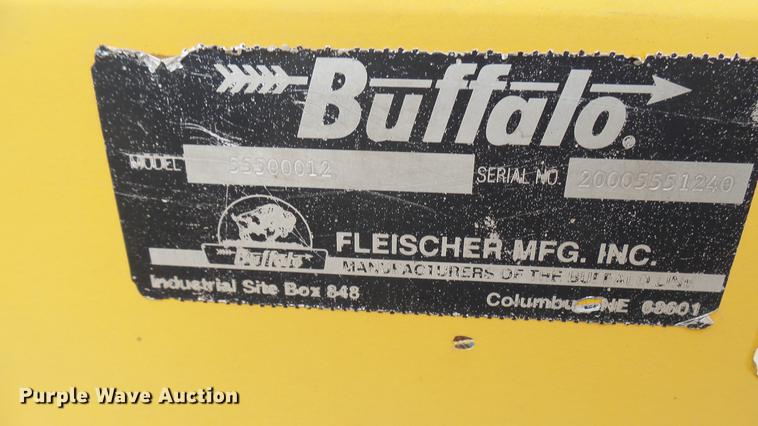 Buffalo®
MODEL 55500012 SERIAL NO. 20005551240
Buffalo
FLEISCHER MFG. INC.
MANUFACTURERS OF THE BUFFALO LINE
Industrial Site Box 848
Columbus NE 68601
Purple Wave Auction